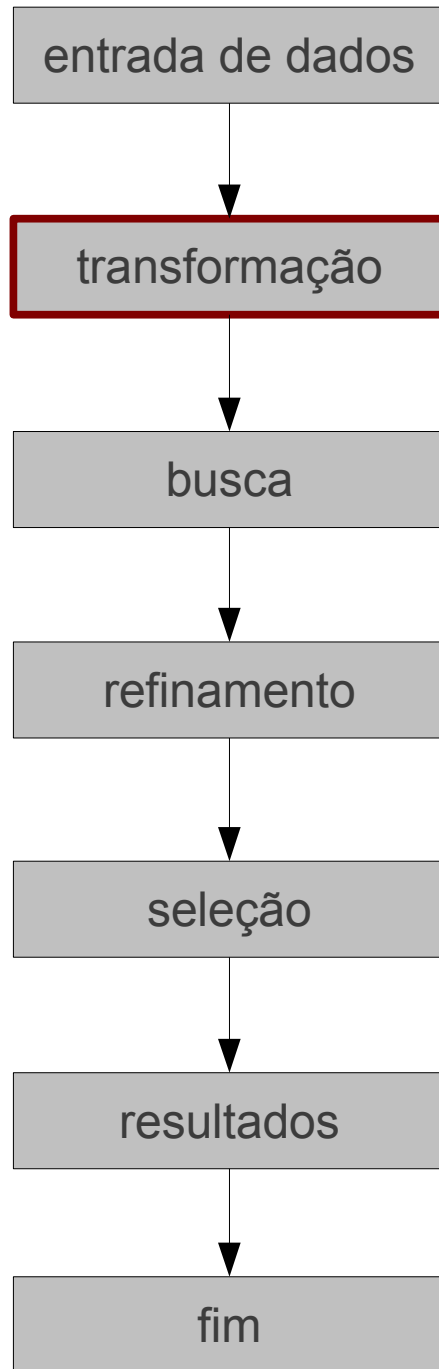 entrada de dados
transformação
busca
refinamento
seleção
resultados
fim